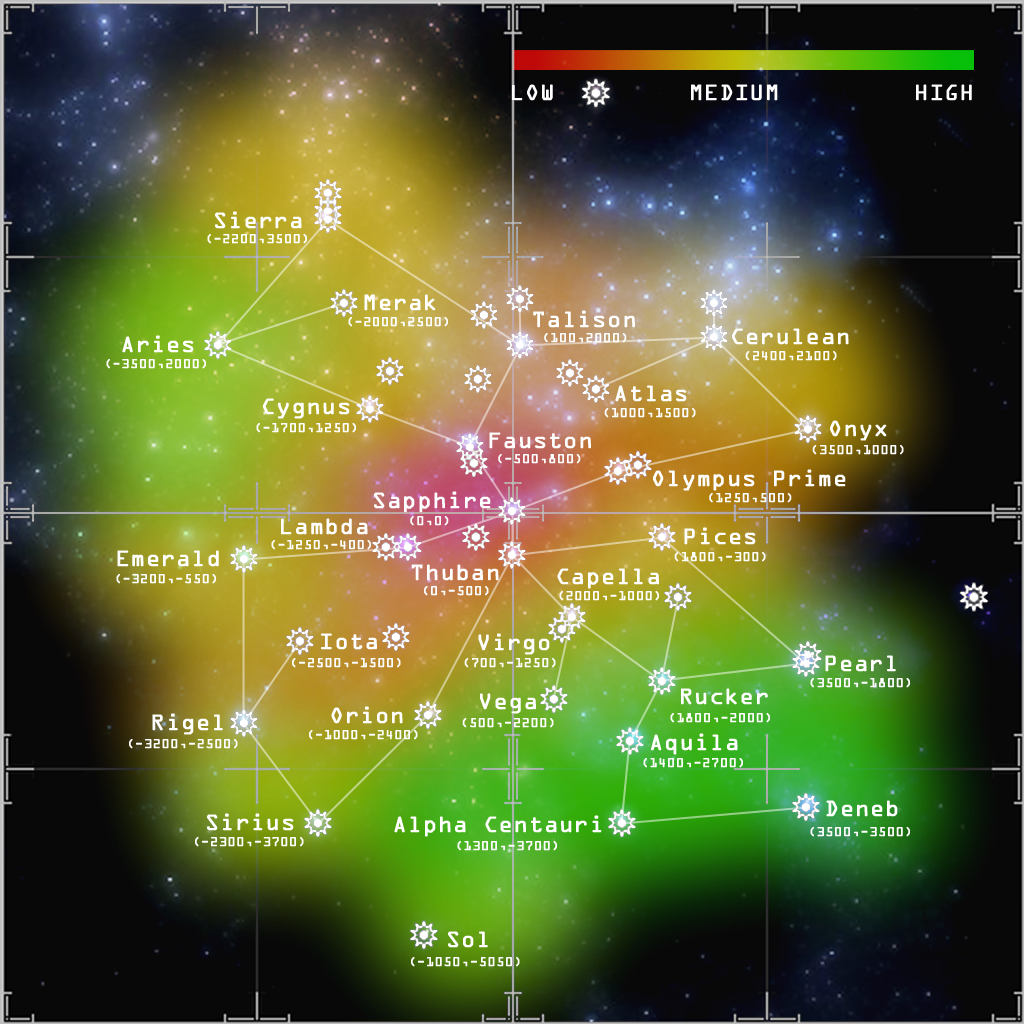 LOW MEDIUM HIGH
Sierra
(-2200,3500)
Merak
(-2000,2500)
Talison
(100,2000)
Cerulean
(2400,2100)
Aries
(-3500,2000)
Atlas
(1000,1500)
Cygnus
(-1700,1250)
Onyx
(3500,1000)
Fauston
(-500,800)
Olympus Prime
(1250,500)
Sapphire
(0,0)
Lambda
(-1250,-400)
Pices
(1800,-300)
Emerald
(-3200,-550)
Thuban
(0,-500)
Capella
(2000,-1000)
Iota
(-2500,-1500)
Virgo
(700,-1250)
Pearl
(3500,-1800)
Rucker
(1800,-2000)
Vega
(500,-2200)
Orion
(-1000,-2400)
Rigel
(-3200,-2500)
Aquila
(1400,-2700)
Deneb
(3500,-3500)
Sirius
(-2300,-3700)
Alpha Centauri
(1300,-3700)
Sol
(-1050,-5050)